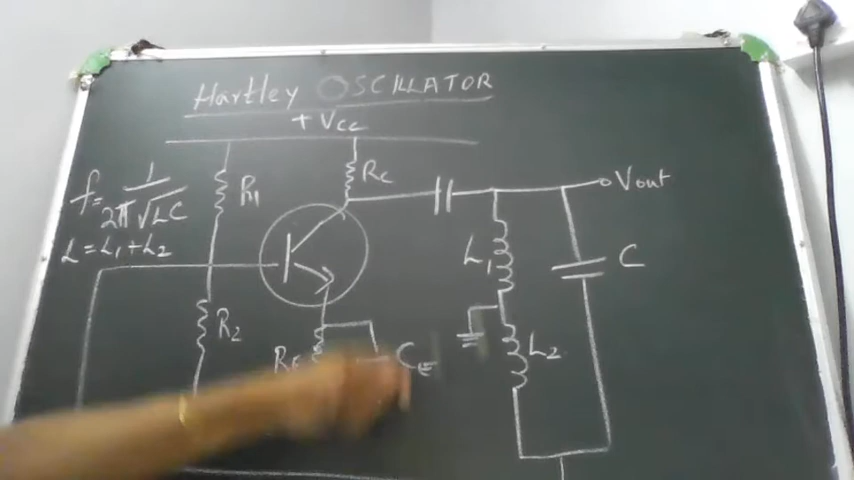 Hartley OSCILLATOR
+Vcc
Rc
R1
f= 1/2π√LC
Vout
L=L1+L2
L1
C
R2
RE
CE
L2